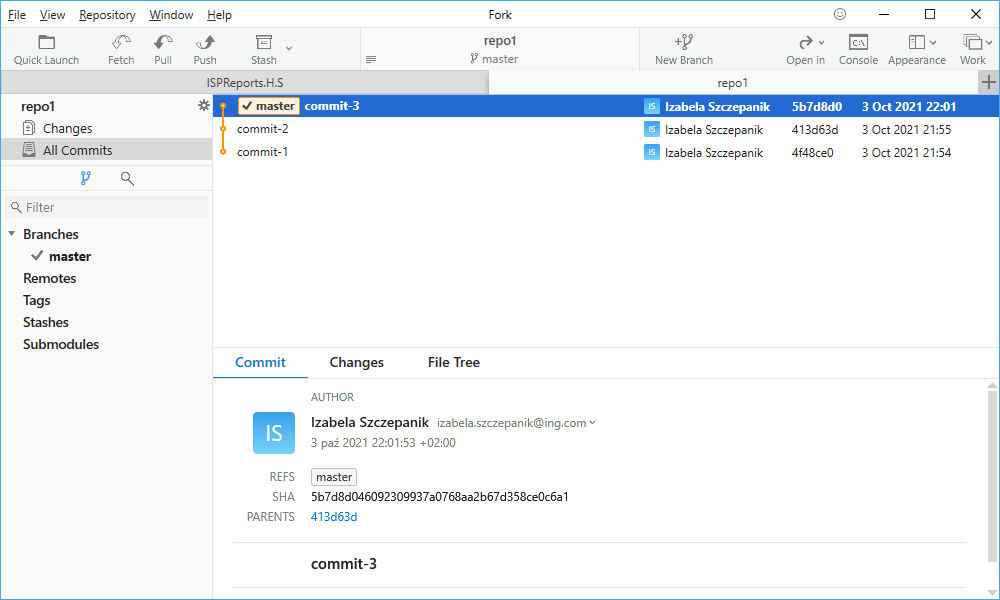 File View Repository Window Help Fork
Quick Launch Fetch Pull Push Stash repo1 master New Branch Open in Console Appearance Work
ISPReports.H.S repo1
repo1
Changes
All Commits
Filter
Branches
master
Remotes
Tags
Stashes
Submodules
master commit-3 IS Izabela Szczepanik 5b7d8d0 3 Oct 2021 22:01
commit-2 IS Izabela Szczepanik 413d63d 3 Oct 2021 21:55
commit-1 IS Izabela Szczepanik 4f48ce0 3 Oct 2021 21:54
Commit Changes File Tree
AUTHOR
IS Izabela Szczepanik izabela.szczepanik@ing.com
3 paź 2021 22:01:53 +02:00
REFS master
SHA 5b7d8d046092309937a0768aa2b67d358ce0c6a1
PARENTS 413d63d
commit-3